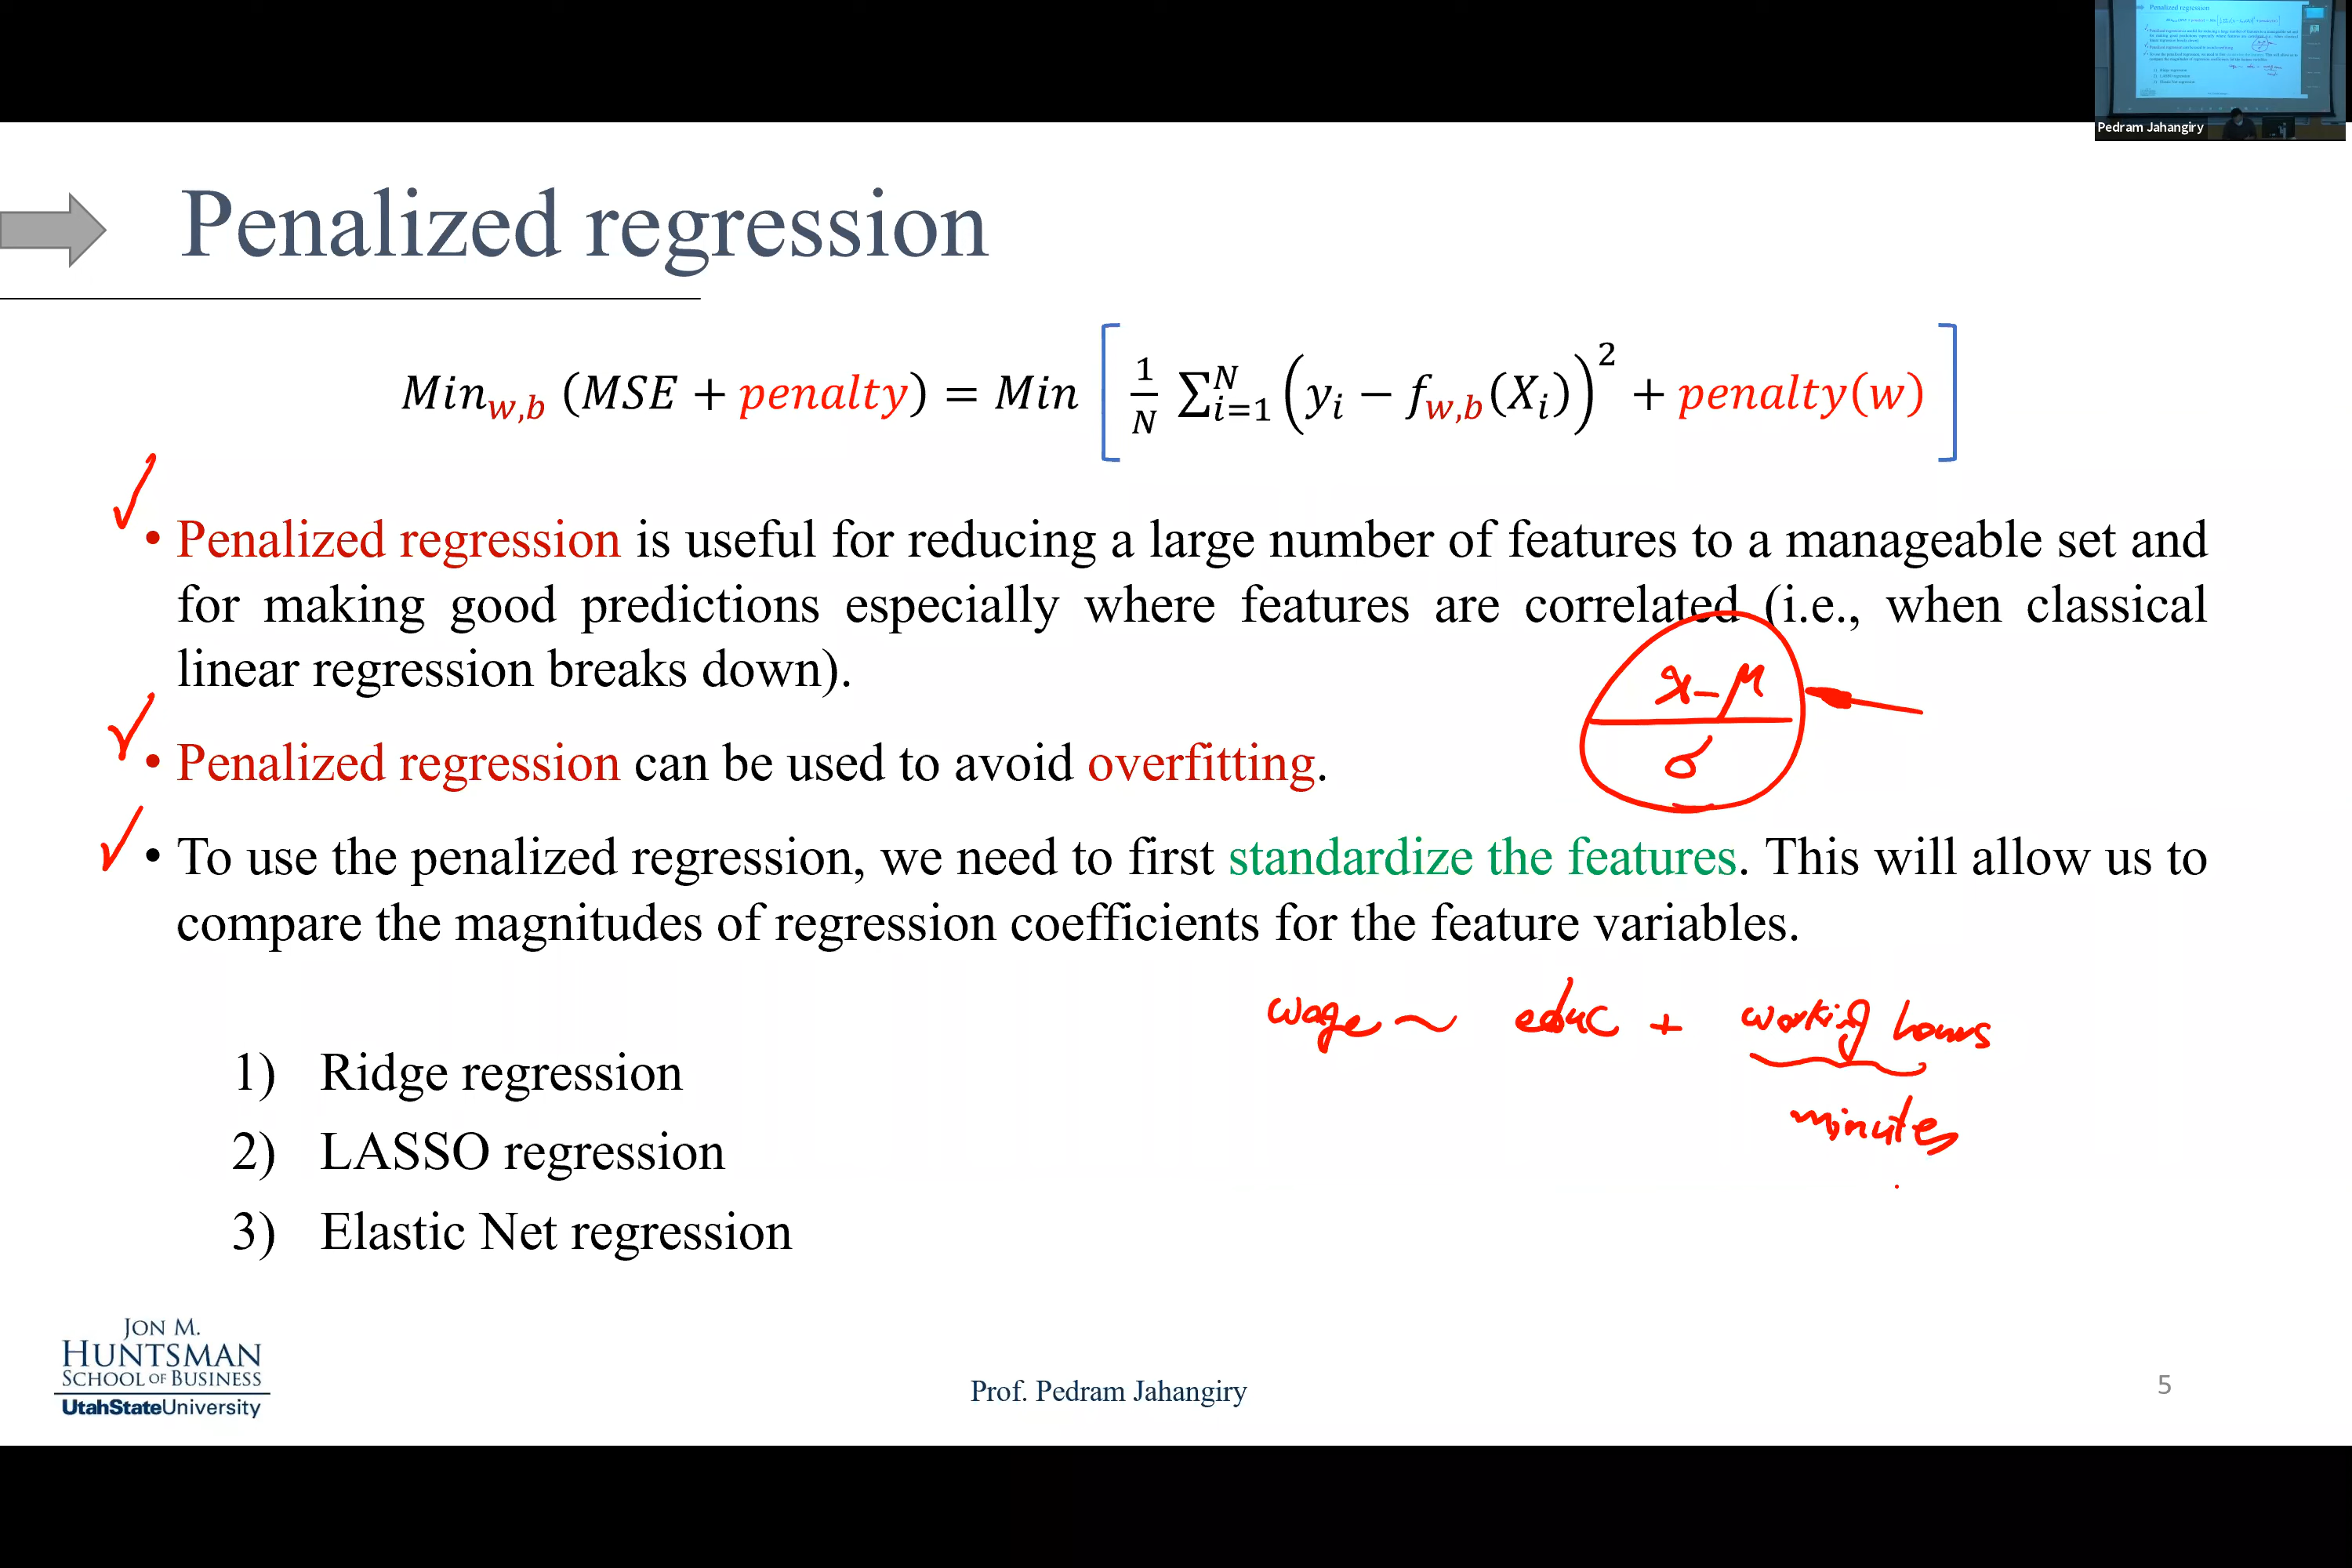 Pedram Jahangiry
Penalized regression
Min_{w,b} (MSE + penalty) = Min [ 1/N ∑_{i=1}^{N} (y_i − f_{w,b}(X_i))^2 + penalty(w) ]
• Penalized regression is useful for reducing a large number of features to a manageable set and
for making good predictions especially where features are correlated (i.e., when classical
linear regression breaks down).
x-μ
σ
• Penalized regression can be used to avoid overfitting.
• To use the penalized regression, we need to first standardize the features. This will allow us to
compare the magnitudes of regression coefficients for the feature variables.
wage ~ educ + working hours
minutes
1) Ridge regression
2) LASSO regression
3) Elastic Net regression
JON M.
HUNTSMAN
SCHOOL OF BUSINESS
UtahStateUniversity
Prof. Pedram Jahangiry
5